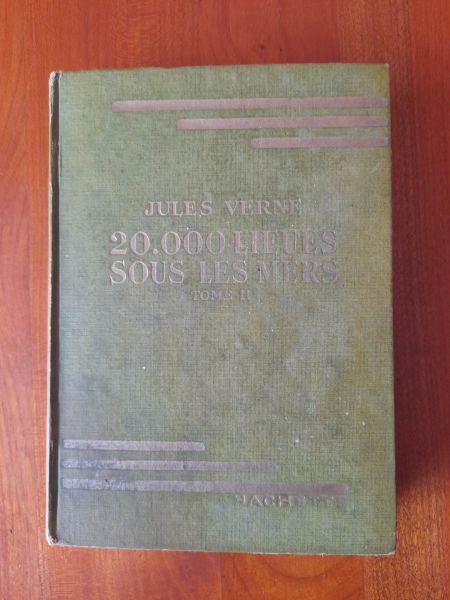 JULES VERNE
20.000 LIEUES
SOUS LES MERS
TOME II
HACHETTE